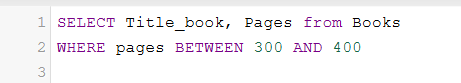 1 SELECT Title_book, Pages from Books
2 WHERE pages BETWEEN 300 AND 400
3